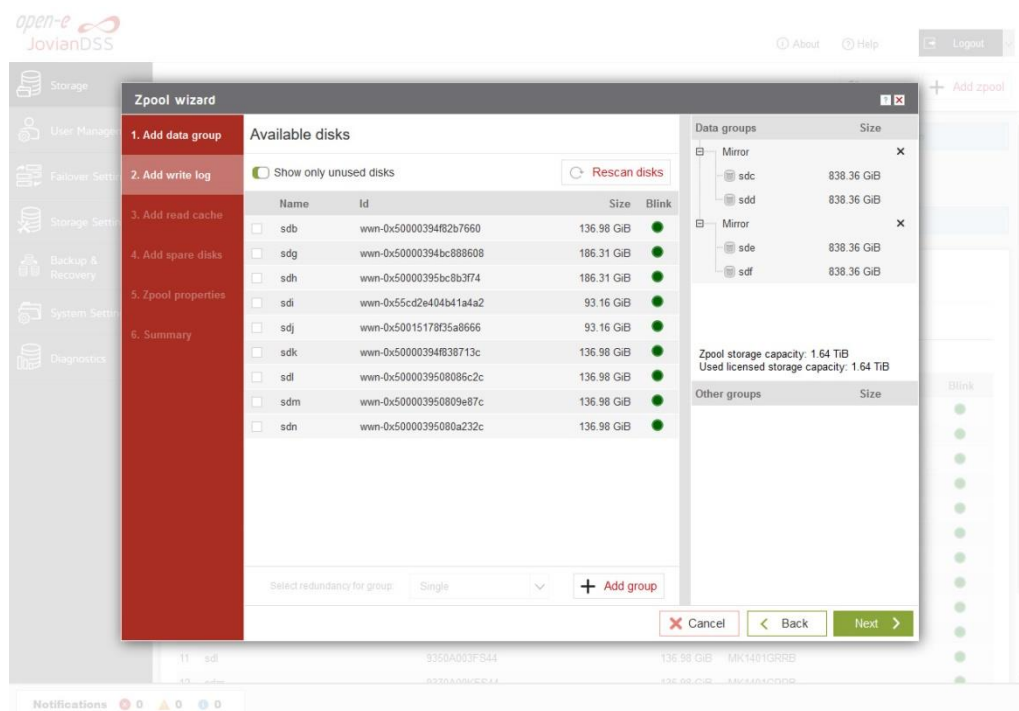 open-e
JovianDSS
About
Help
Logout
Storage
Add zpool
User Manage
Failover Setti
Storage Settin
Backup &
Recovery
System Settin
Diagnostics
Zpool wizard
?
1. Add data group
2. Add write log
3. Add read cache
4. Add spare disks
5. Zpool properties
6. Summary
Available disks
Show only unused disks
Rescan disks
Name Id Size Blink
sdb wwn-0x50000394f82b7660 136.98 GiB
sdg wwn-0x50000394bc888608 186.31 GiB
sdh wwn-0x50000395bc8b3f74 186.31 GiB
sdi wwn-0x55cd2e404b41a4a2 93.16 GiB
sdj wwn-0x50015178f35a8666 93.16 GiB
sdk wwn-0x50000394f838713c 136.98 GiB
sdl wwn-0x5000039508086c2c 136.98 GiB
sdm wwn-0x500003950809e87c 136.98 GiB
sdn wwn-0x50000395080a232c 136.98 GiB
Select redundancy for group: Single
Add group
Data groups Size
Mirror
sdc 838.36 GiB
sdd 838.36 GiB
Mirror
sde 838.36 GiB
sdf 838.36 GiB
Zpool storage capacity: 1.64 TiB
Used licensed storage capacity: 1.64 TiB
Other groups Size
Cancel
Back
Next
Blink
11 sdl 9350A003FS44 136.98 GiB MK1401GRRB
Notifications 0 0 0